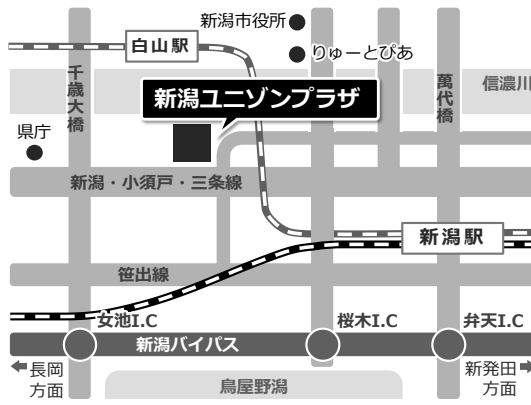 新潟市役所
りゅーとぴあ
白山駅
千歳大橋
信濃川
萬代橋
新潟ユニゾンプラザ
県庁
新潟・小須戸・三条線
新潟駅
笹出線
女池I.C
桜木I.C
弁天I.C
新潟バイパス
長岡
方面
新発田
方面
鳥屋野潟